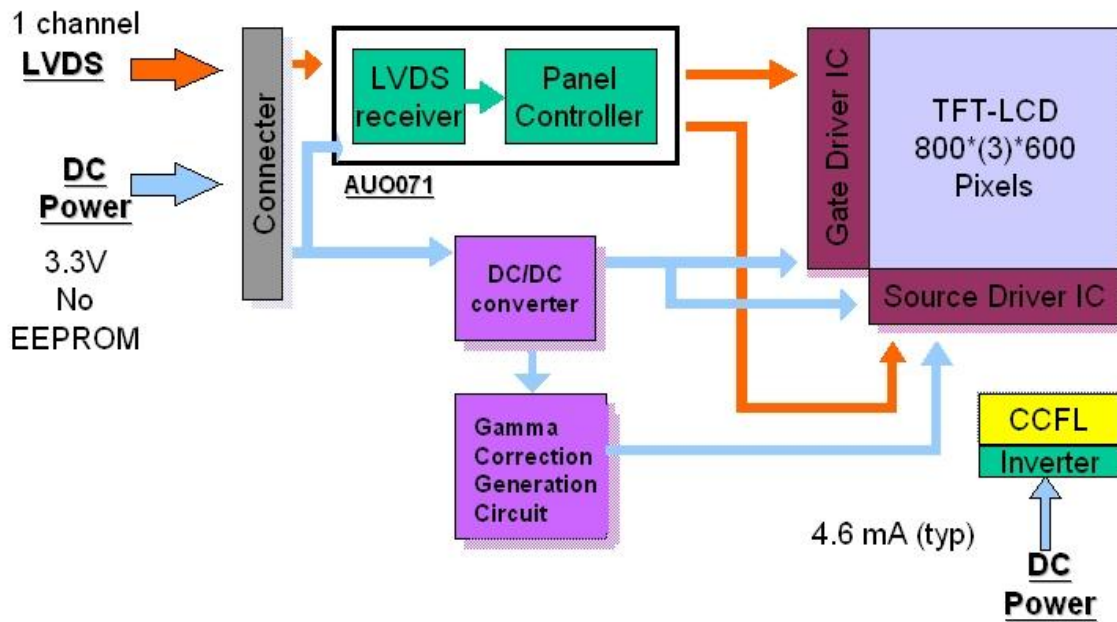 1 channel
LVDS
DC
Power
3.3V
No
EEPROM
Connecter
LVDS
receiver
Panel
Controller
AUO071
DC/DC
converter
Gamma
Correction
Generation
Circuit
Gate Driver IC
TFT-LCD
800*(3)*600
Pixels
Source Driver IC
CCFL
Inverter
4.6 mA (typ)
DC
Power